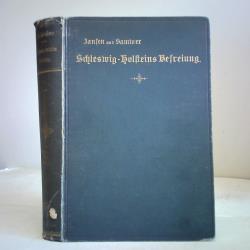 Jansen und Samwer
Schleswig-Holsteins Befreiung.